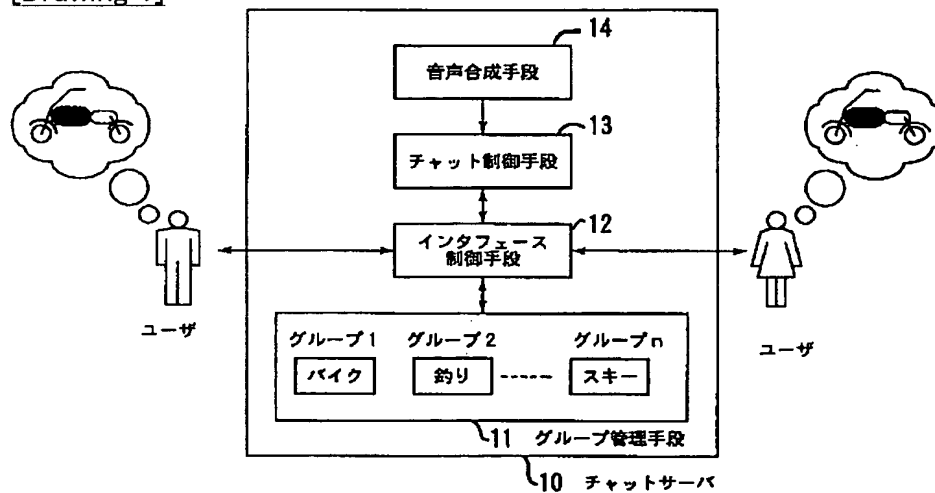 [Drawing 1]
14
音声合成手段
13
チャット制御手段
12
インタフェース
制御手段
ユーザ
ユーザ
グループ1 グループ2 グループn
バイク 釣り ----- スキー
11 グループ管理手段
10 チャットサーバ